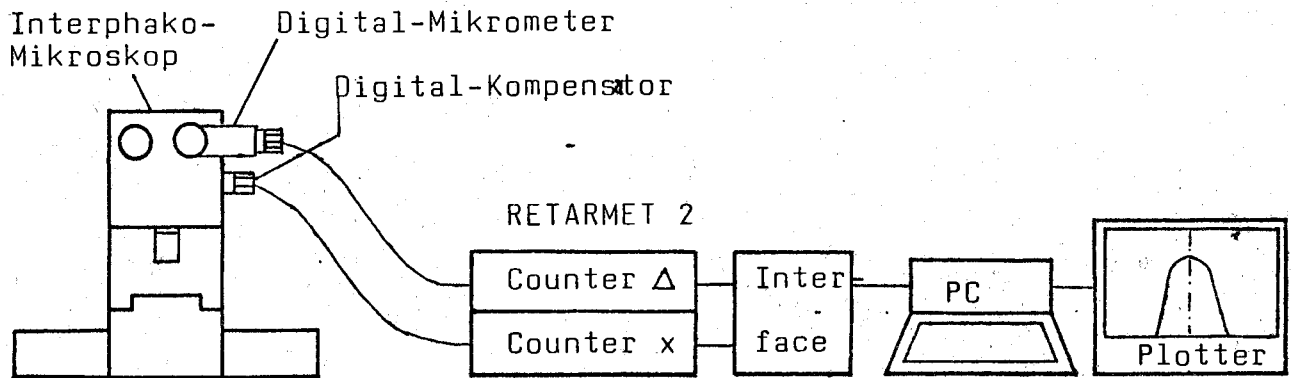 Interphako-
Mikroskop
Digital-Mikrometer
Digital-Kompensator
RETARMET 2
Counter Δ
Counter x
Inter-
face
PC
Plotter